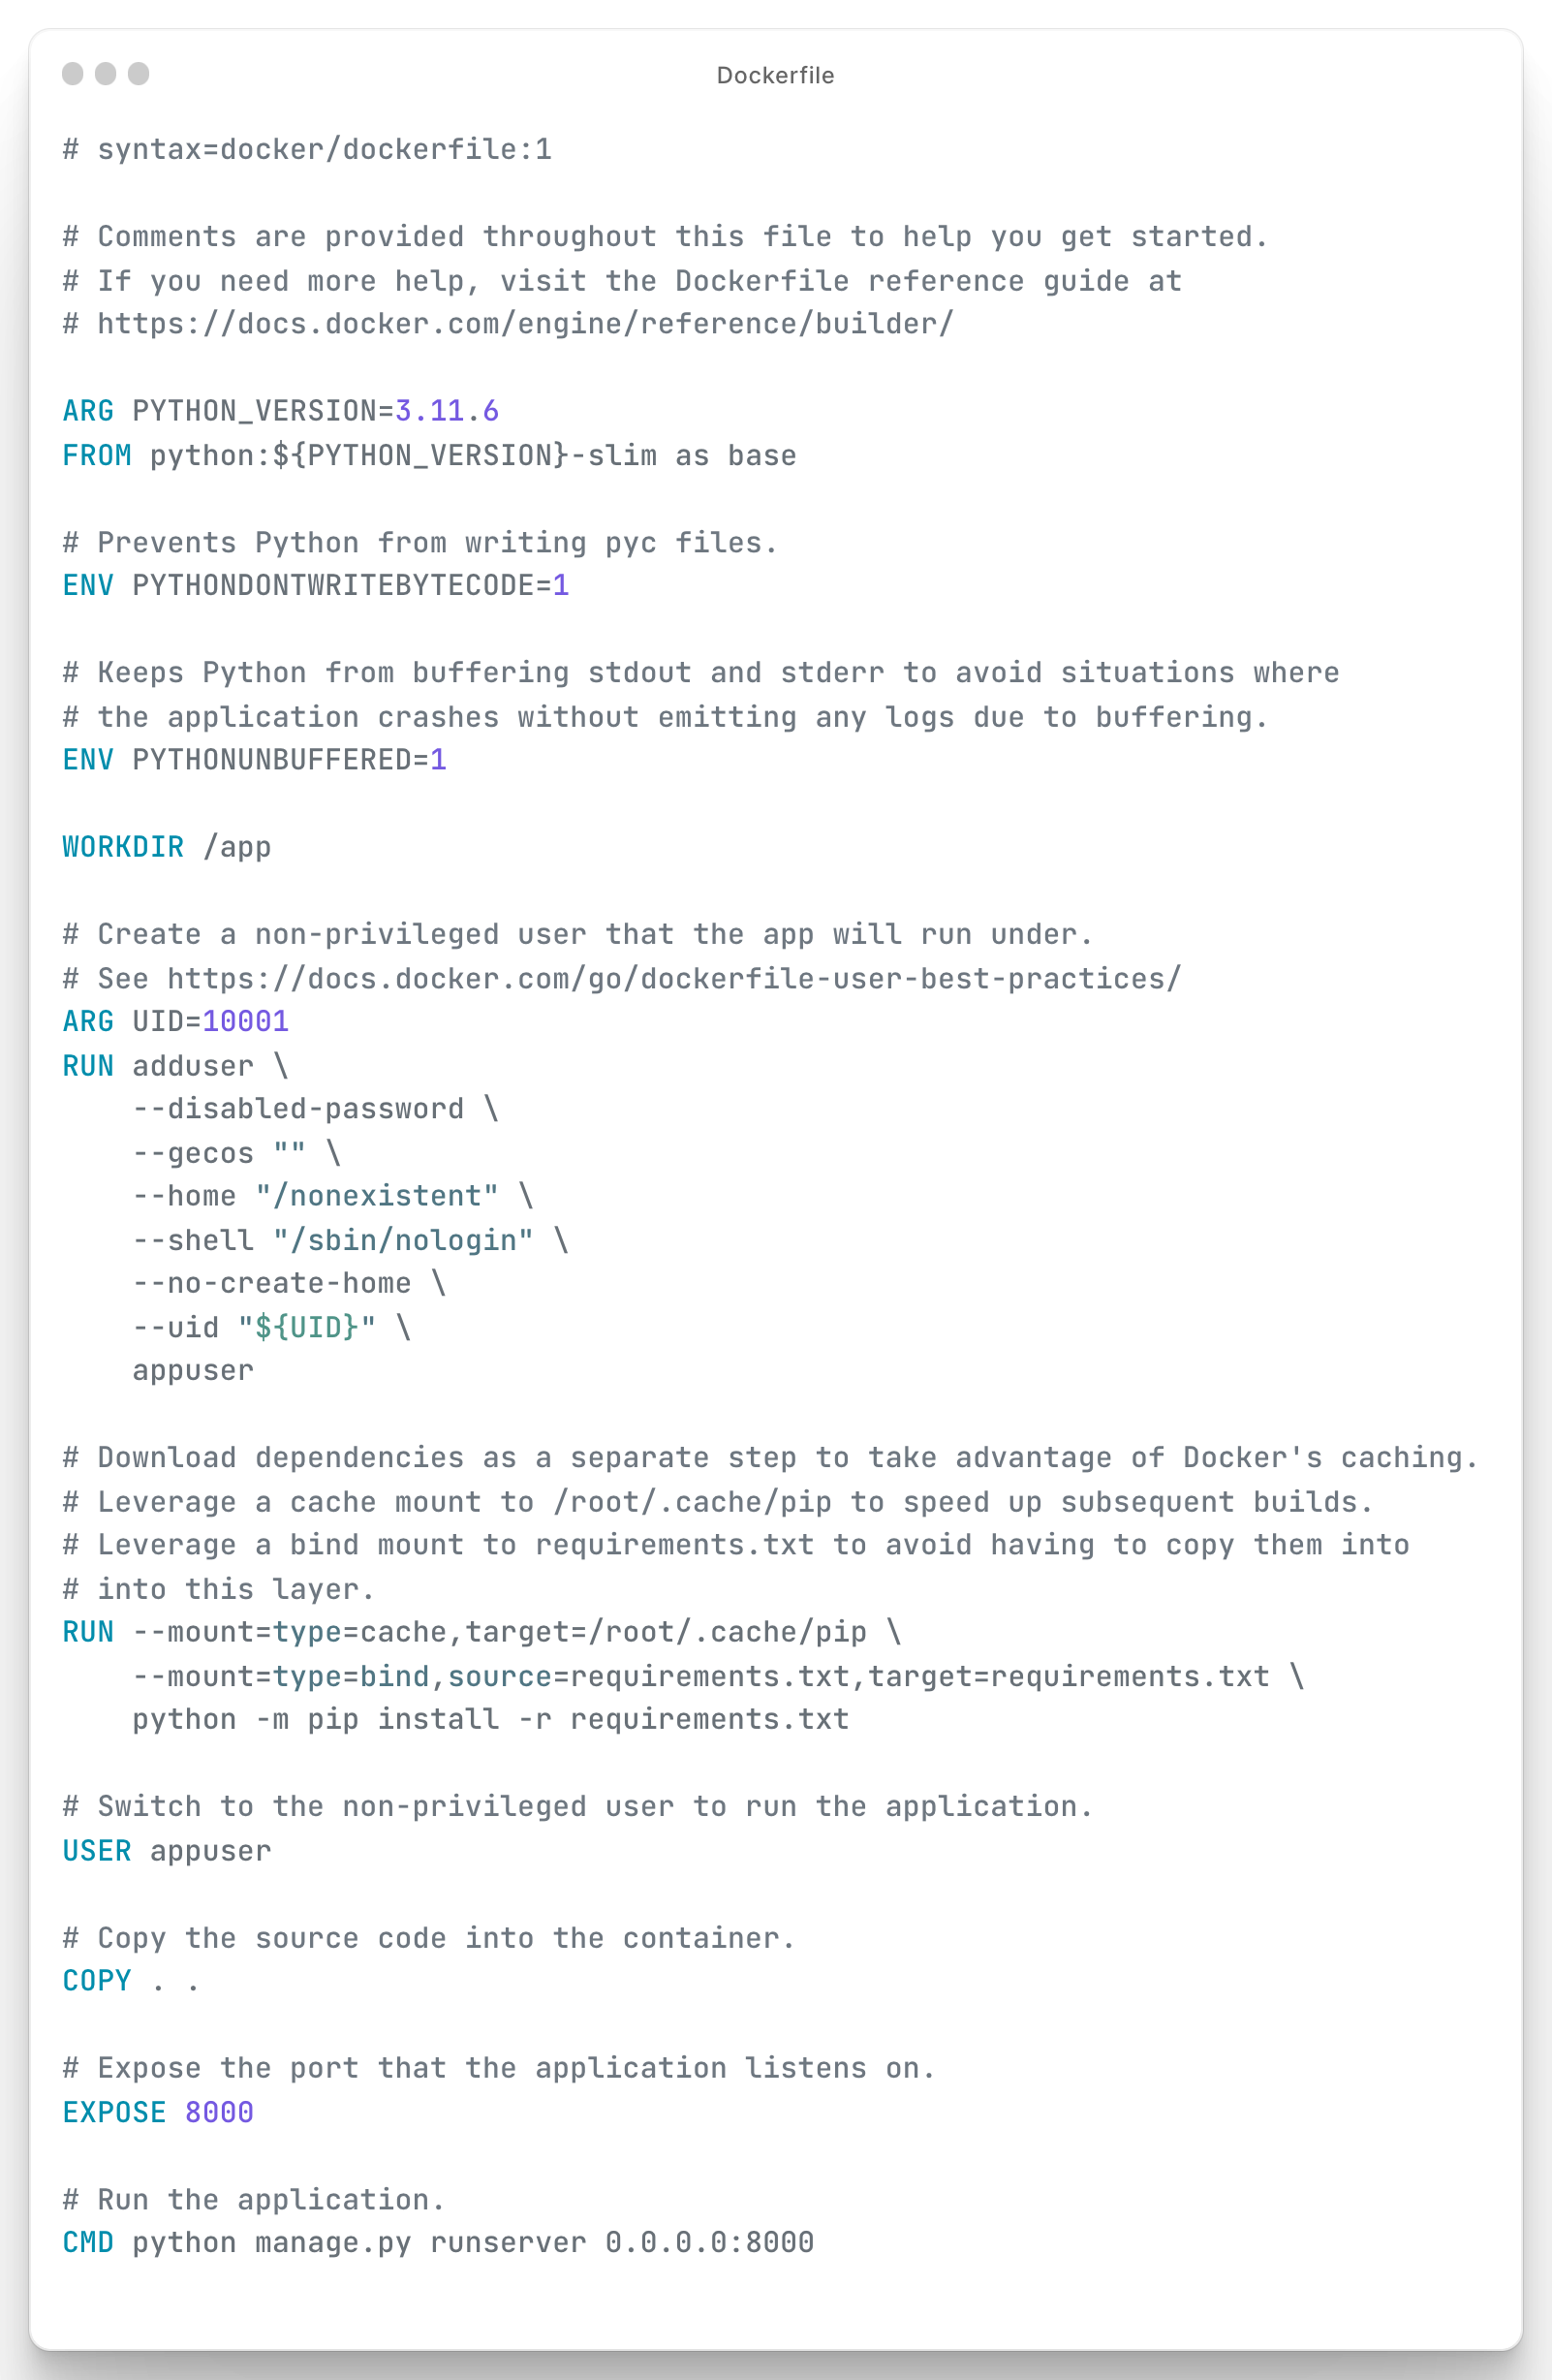 Dockerfile
# syntax=docker/dockerfile:1
# Comments are provided throughout this file to help you get started.
# If you need more help, visit the Dockerfile reference guide at
# https://docs.docker.com/engine/reference/builder/
ARG PYTHON_VERSION=3.11.6
FROM python:${PYTHON_VERSION}-slim as base
# Prevents Python from writing pyc files.
ENV PYTHONDONTWRITEBYTECODE=1
# Keeps Python from buffering stdout and stderr to avoid situations where
# the application crashes without emitting any logs due to buffering.
ENV PYTHONUNBUFFERED=1
WORKDIR /app
# Create a non-privileged user that the app will run under.
# See https://docs.docker.com/go/dockerfile-user-best-practices/
ARG UID=10001
RUN adduser \
    --disabled-password \
    --gecos "" \
    --home "/nonexistent" \
    --shell "/sbin/nologin" \
    --no-create-home \
    --uid "${UID}" \
    appuser
# Download dependencies as a separate step to take advantage of Docker's caching.
# Leverage a cache mount to /root/.cache/pip to speed up subsequent builds.
# Leverage a bind mount to requirements.txt to avoid having to copy them into
# into this layer.
RUN --mount=type=cache,target=/root/.cache/pip \
    --mount=type=bind,source=requirements.txt,target=requirements.txt \
    python -m pip install -r requirements.txt
# Switch to the non-privileged user to run the application.
USER appuser
# Copy the source code into the container.
COPY . .
# Expose the port that the application listens on.
EXPOSE 8000
# Run the application.
CMD python manage.py runserver 0.0.0.0:8000